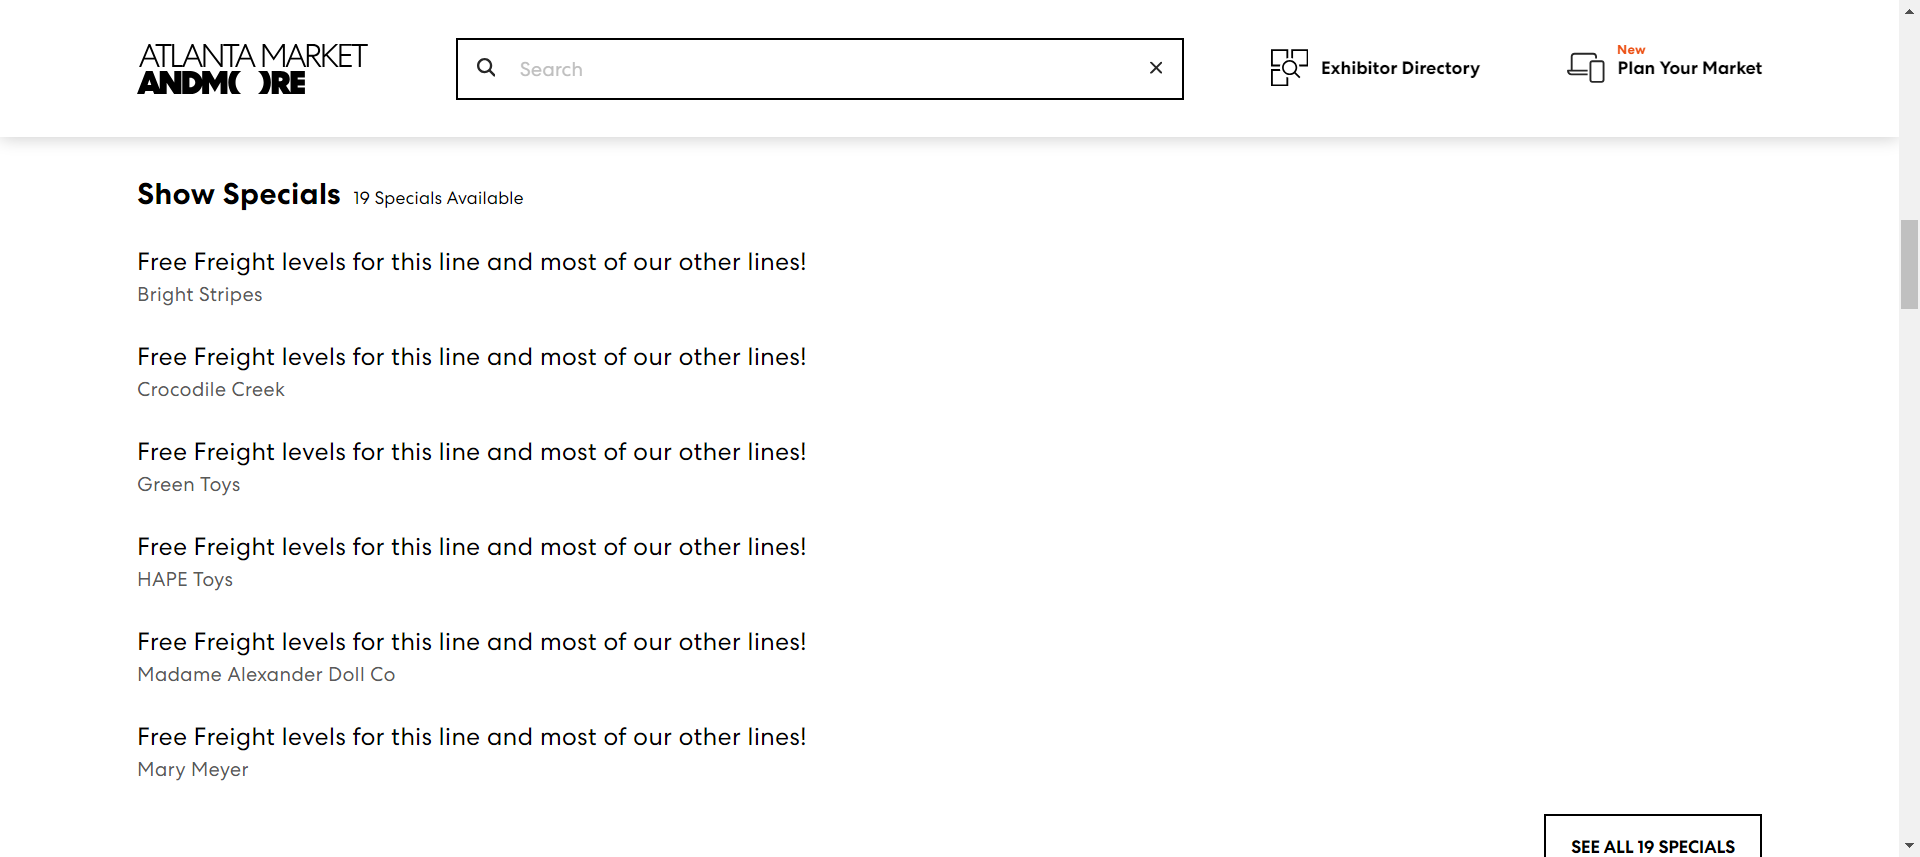 ATLANTA MARKET
ANDMORE
Search
Exhibitor Directory
New
Plan Your Market
Show Specials 19 Specials Available
Free Freight levels for this line and most of our other lines!
Bright Stripes
Free Freight levels for this line and most of our other lines!
Crocodile Creek
Free Freight levels for this line and most of our other lines!
Green Toys
Free Freight levels for this line and most of our other lines!
HAPE Toys
Free Freight levels for this line and most of our other lines!
Madame Alexander Doll Co
Free Freight levels for this line and most of our other lines!
Mary Meyer
SEE ALL 19 SPECIALS